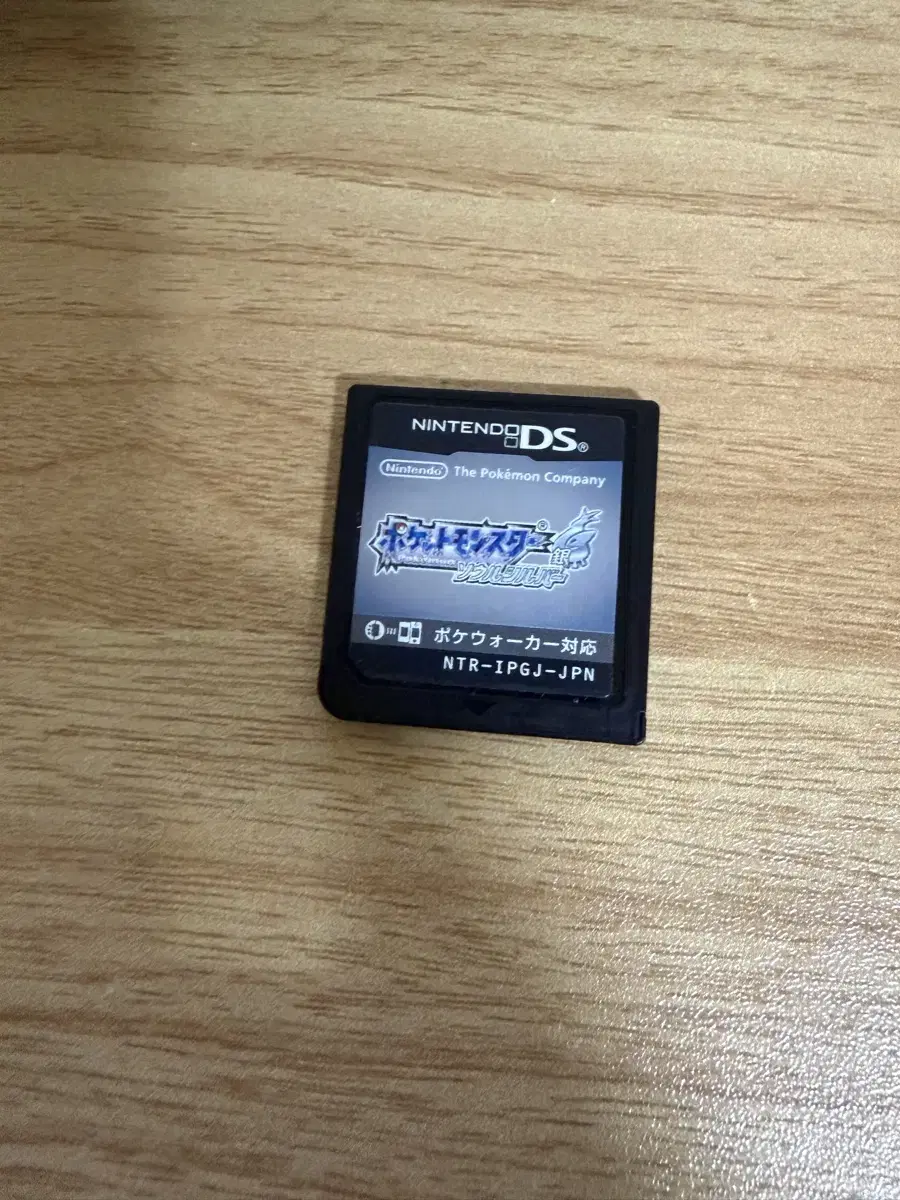 NINTENDO DS®
Nintendo® The Pokémon Company
ポケットモンスター®
Pokémon
銀
ソウルシルバー
ポケウォーカー対応
NTR-IPGJ-JPN